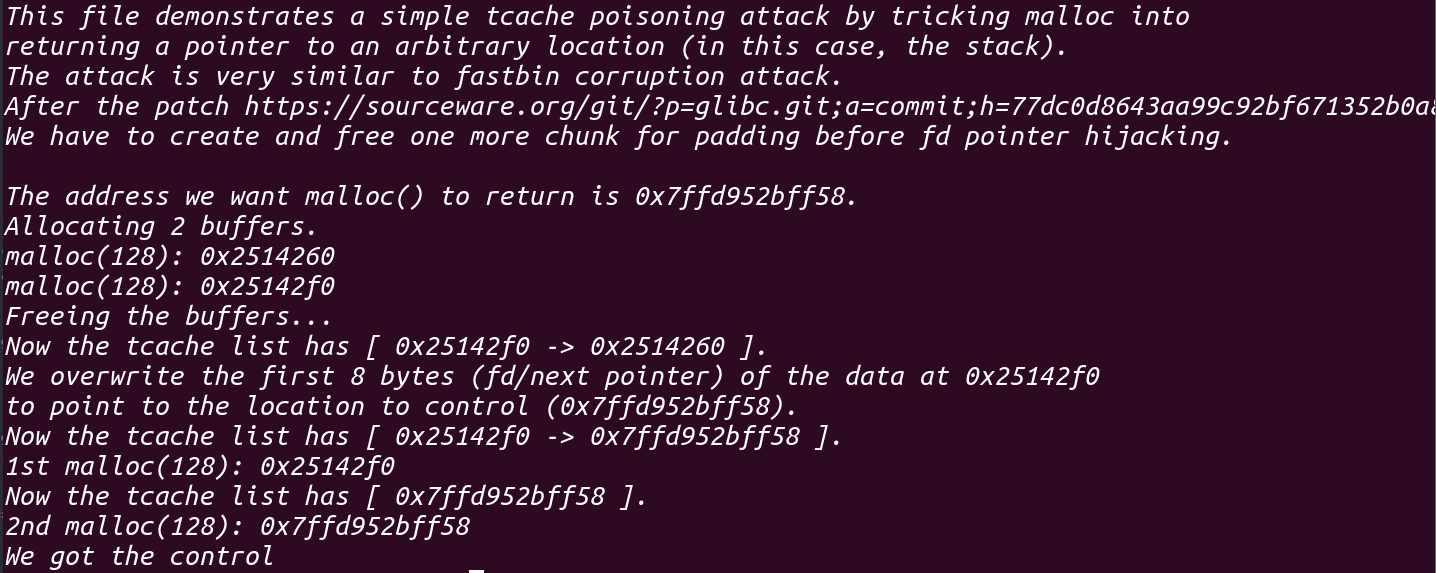 This file demonstrates a simple tcache poisoning attack by tricking malloc into
returning a pointer to an arbitrary location (in this case, the stack).
The attack is very similar to fastbin corruption attack.
After the patch https://sourceware.org/git/?p=glibc.git;a=commit;h=77dc0d8643aa99c92bf671352b0a8
We have to create and free one more chunk for padding before fd pointer hijacking.
The address we want malloc() to return is 0x7ffd952bff58.
Allocating 2 buffers.
malloc(128): 0x2514260
malloc(128): 0x25142f0
Freeing the buffers...
Now the tcache list has [ 0x25142f0 -> 0x2514260 ].
We overwrite the first 8 bytes (fd/next pointer) of the data at 0x25142f0
to point to the location to control (0x7ffd952bff58).
Now the tcache list has [ 0x25142f0 -> 0x7ffd952bff58 ].
1st malloc(128): 0x25142f0
Now the tcache list has [ 0x7ffd952bff58 ].
2nd malloc(128): 0x7ffd952bff58
We got the control